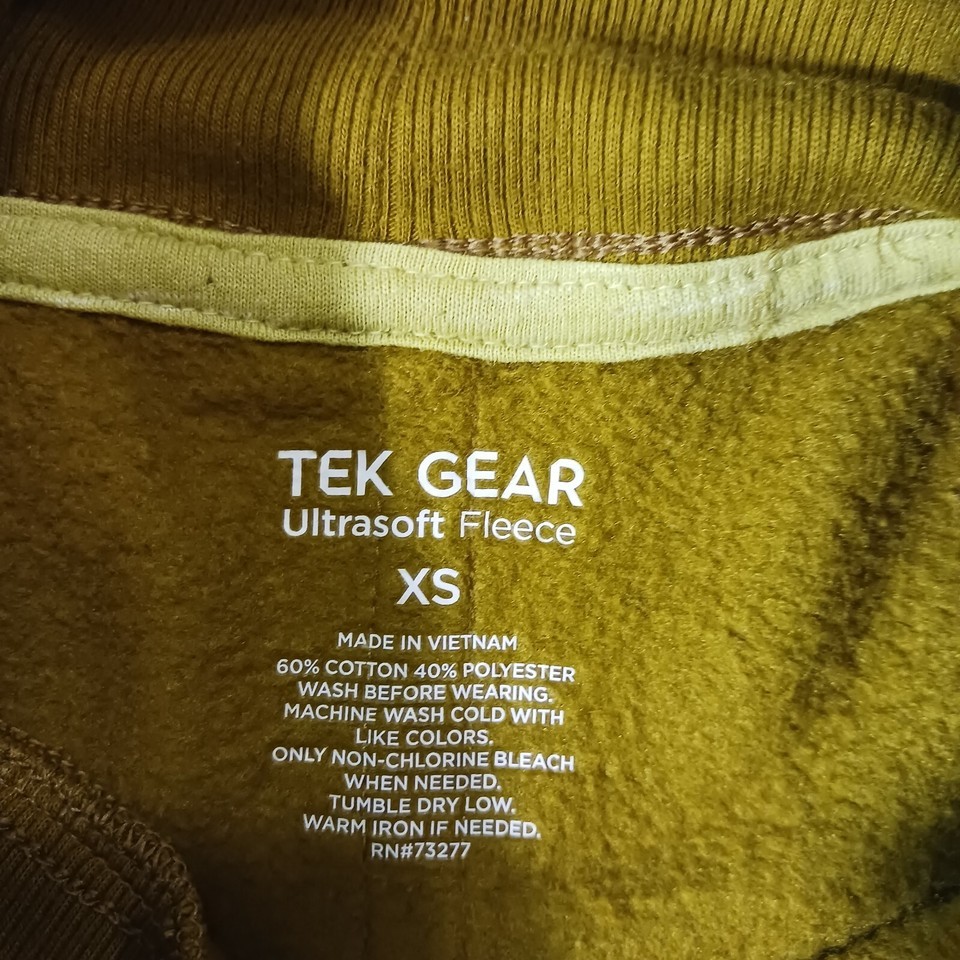 TEK GEAR
Ultrasoft Fleece
XS
MADE IN VIETNAM
60% COTTON 40% POLYESTER
WASH BEFORE WEARING.
MACHINE WASH COLD WITH
LIKE COLORS.
ONLY NON-CHLORINE BLEACH
WHEN NEEDED.
TUMBLE DRY LOW.
WARM IRON IF NEEDED.
RN#73277